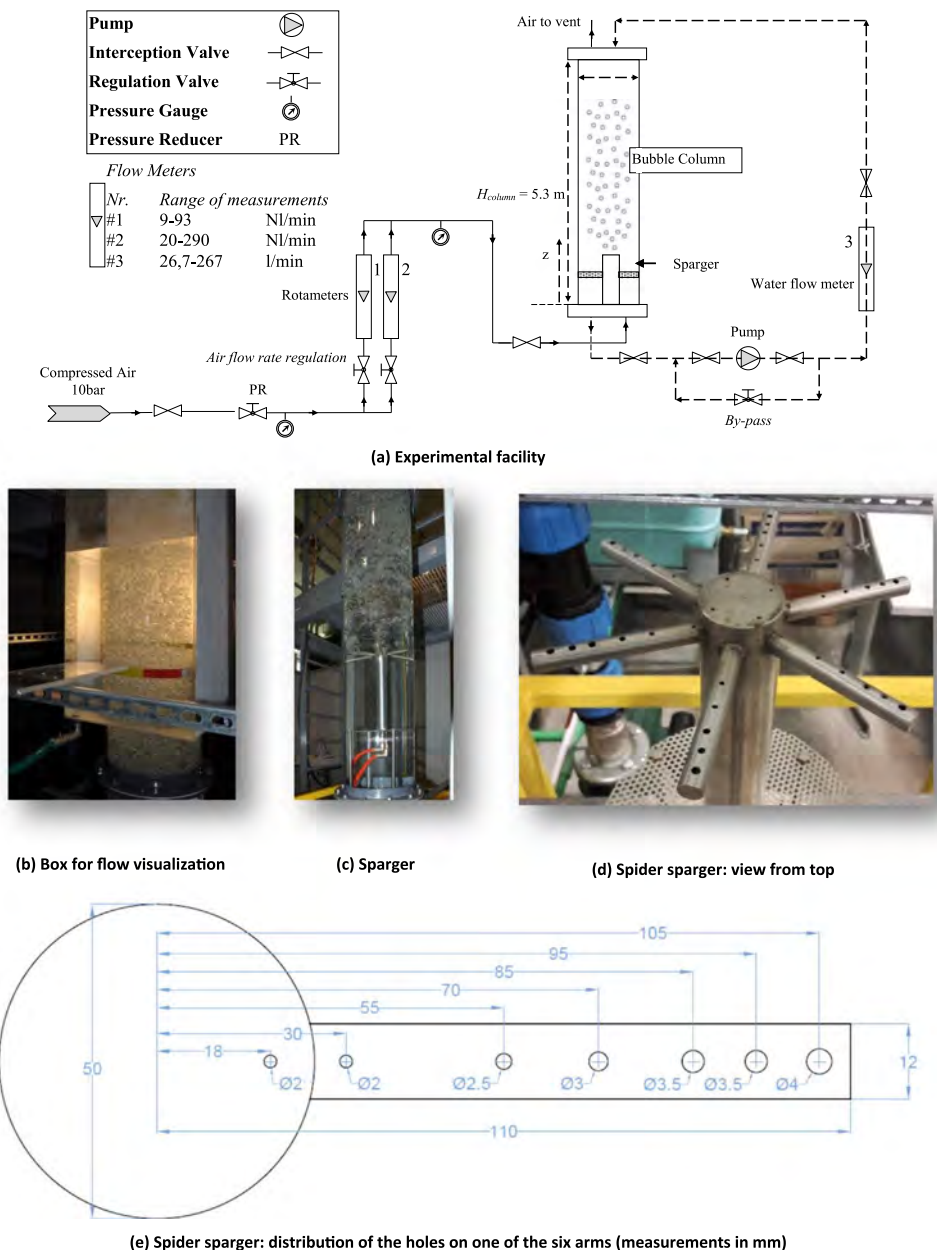 Pump
Interception Valve
Regulation Valve
Pressure Gauge
Pressure Reducer PR
Flow Meters
Nr. Range of measurements
#1 9-93 Nl/min
#2 20-290 Nl/min
#3 26,7-267 l/min
Air to vent
Bubble Column
Hcolumn = 5.3 m
z
Sparger
3
Water flow meter
Pump
By-pass
1
2
Rotameters
Air flow rate regulation
Compressed Air
10bar
PR
(a) Experimental facility
(b) Box for flow visualization
(c) Sparger
(d) Spider sparger: view from top
105
95
85
70
55
30
18
50
Ø2
Ø2
Ø2.5
Ø3
Ø3.5
Ø3.5
Ø4
12
110
(e) Spider sparger: distribution of the holes on one of the six arms (measurements in mm)